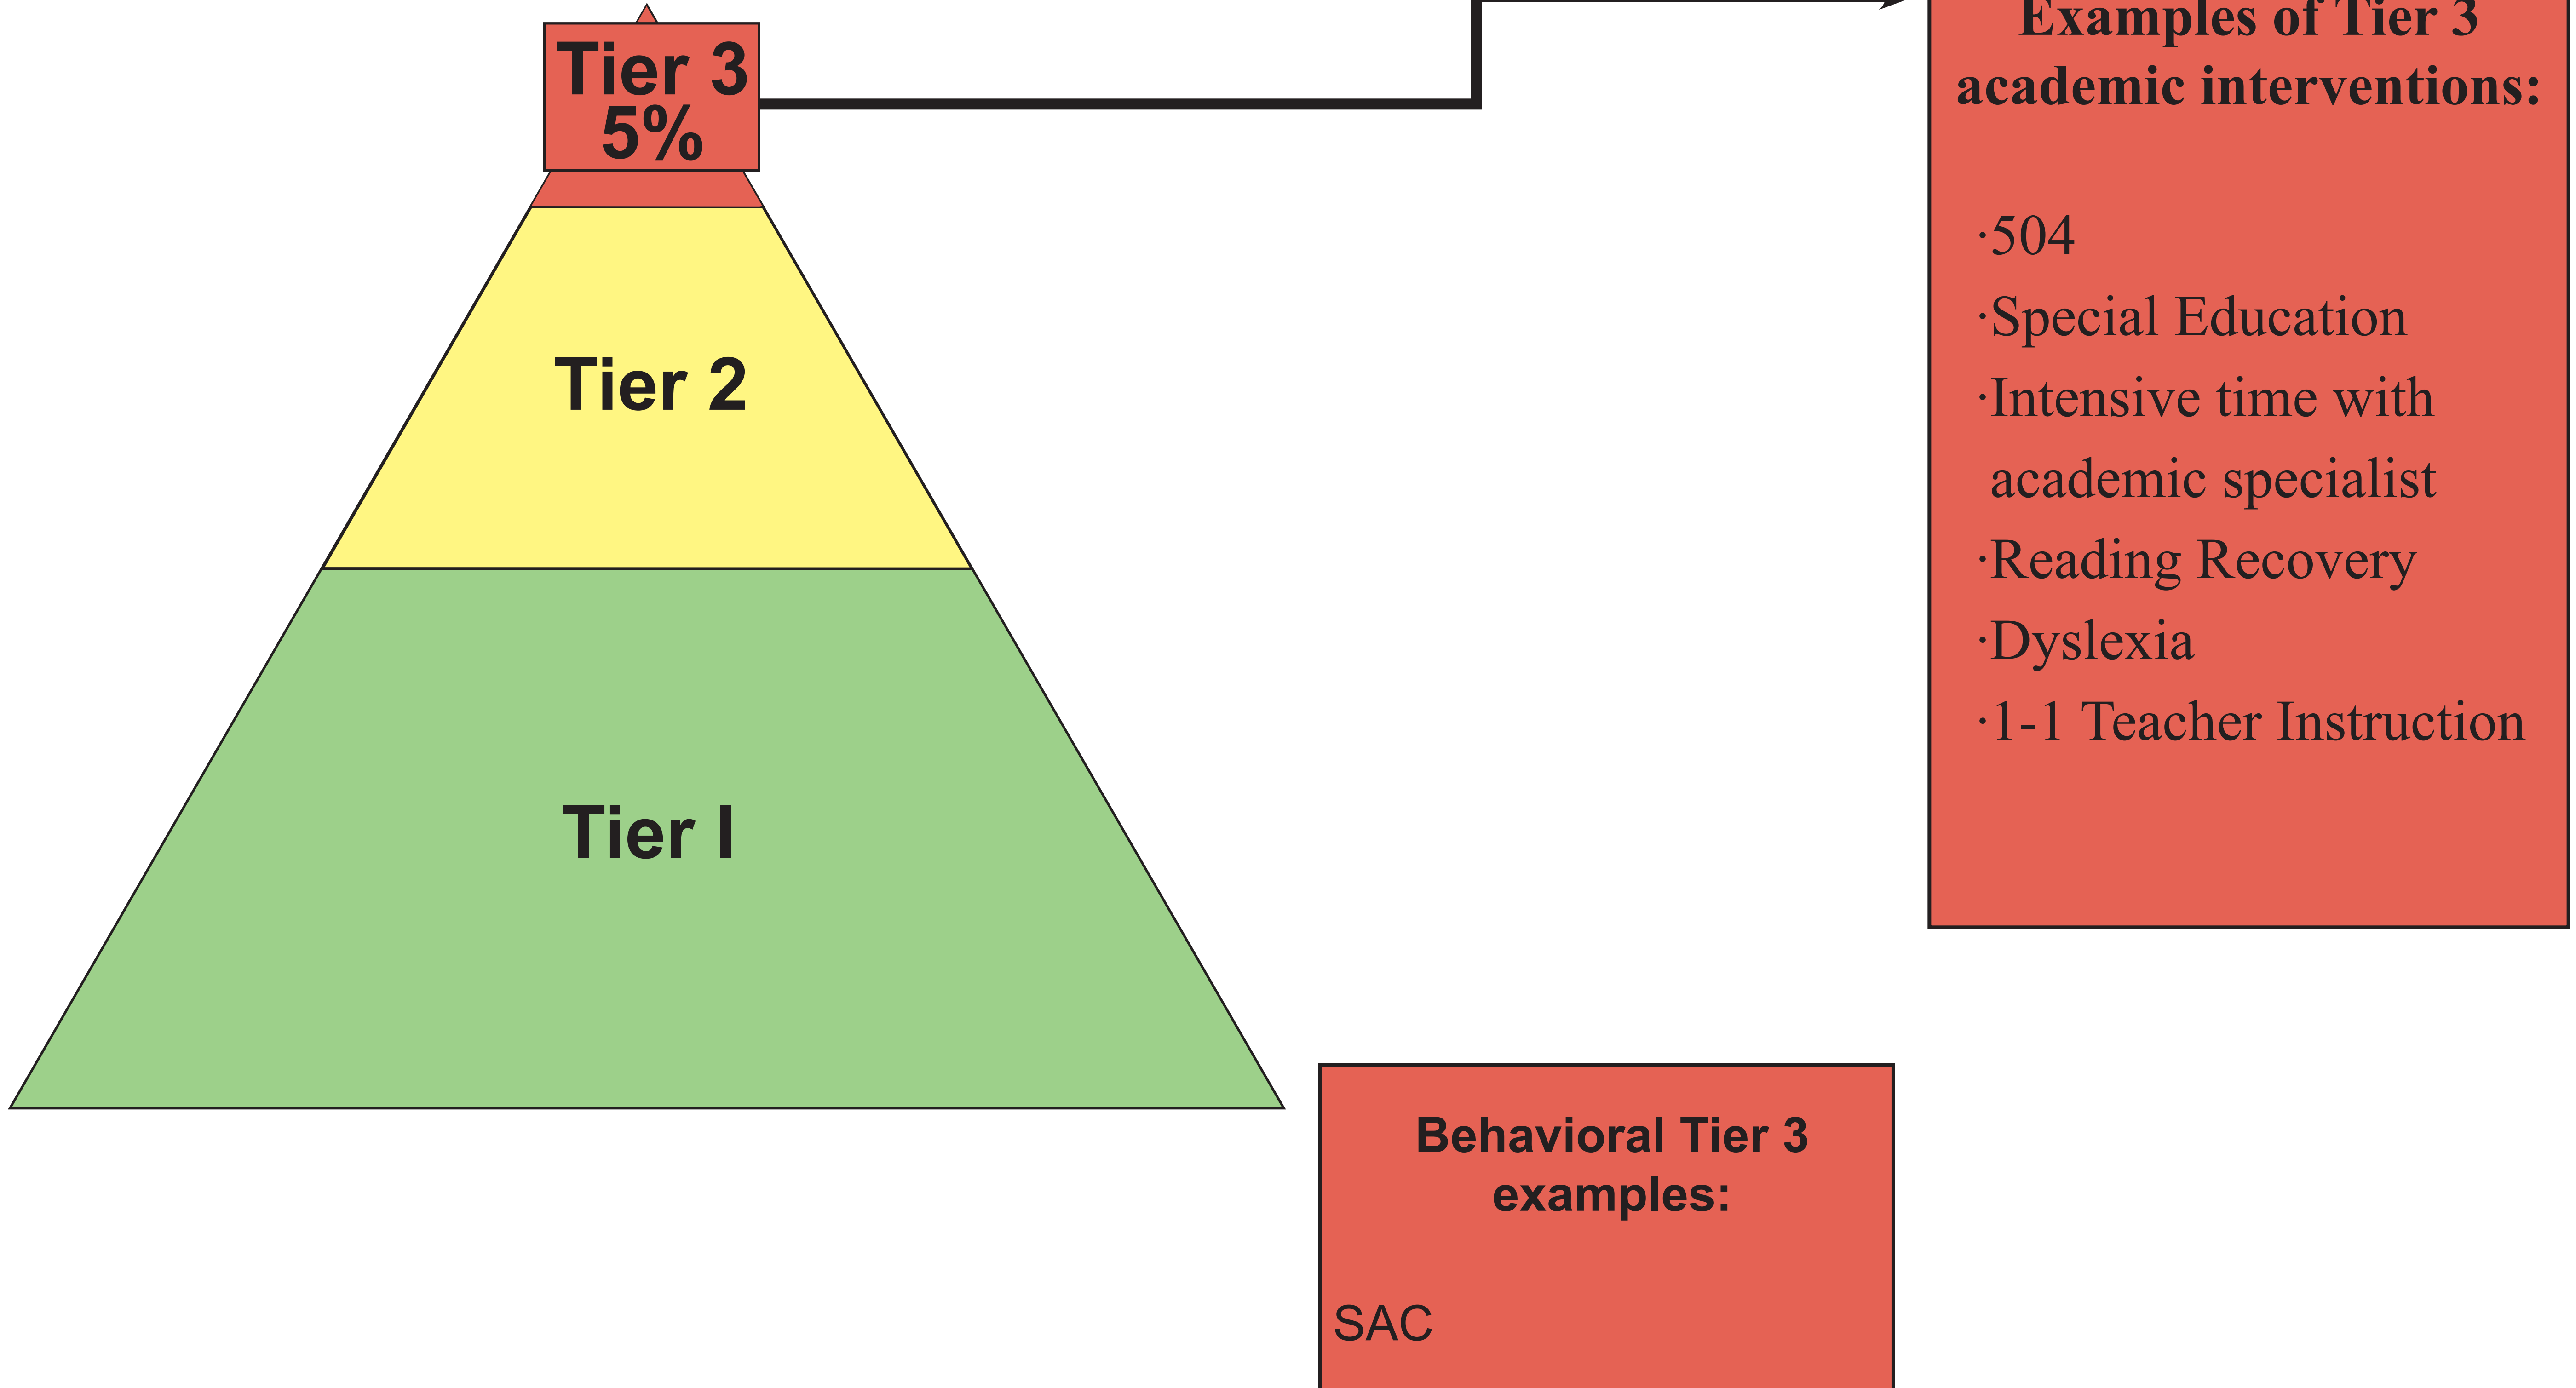 Tier 3
5%
Tier 2
Tier I
Examples of Tier 3
academic interventions:
·504
·Special Education
·Intensive time with
academic specialist
·Reading Recovery
·Dyslexia
·1-1 Teacher Instruction
Behavioral Tier 3
examples:
SAC